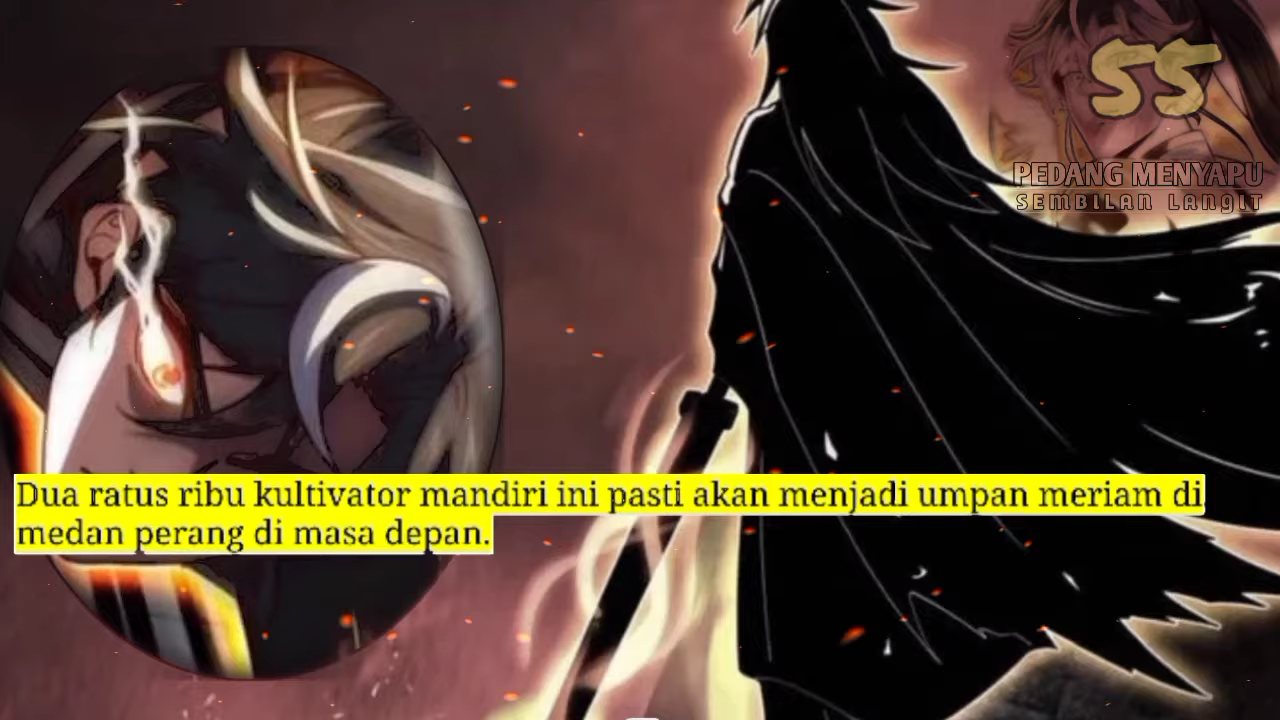 55
PEDANG MENYAPU
SEMBILAN LANGIT
Dua ratus ribu kultivator mandiri ini pasti akan menjadi umpan meriam di
medan perang di masa depan.